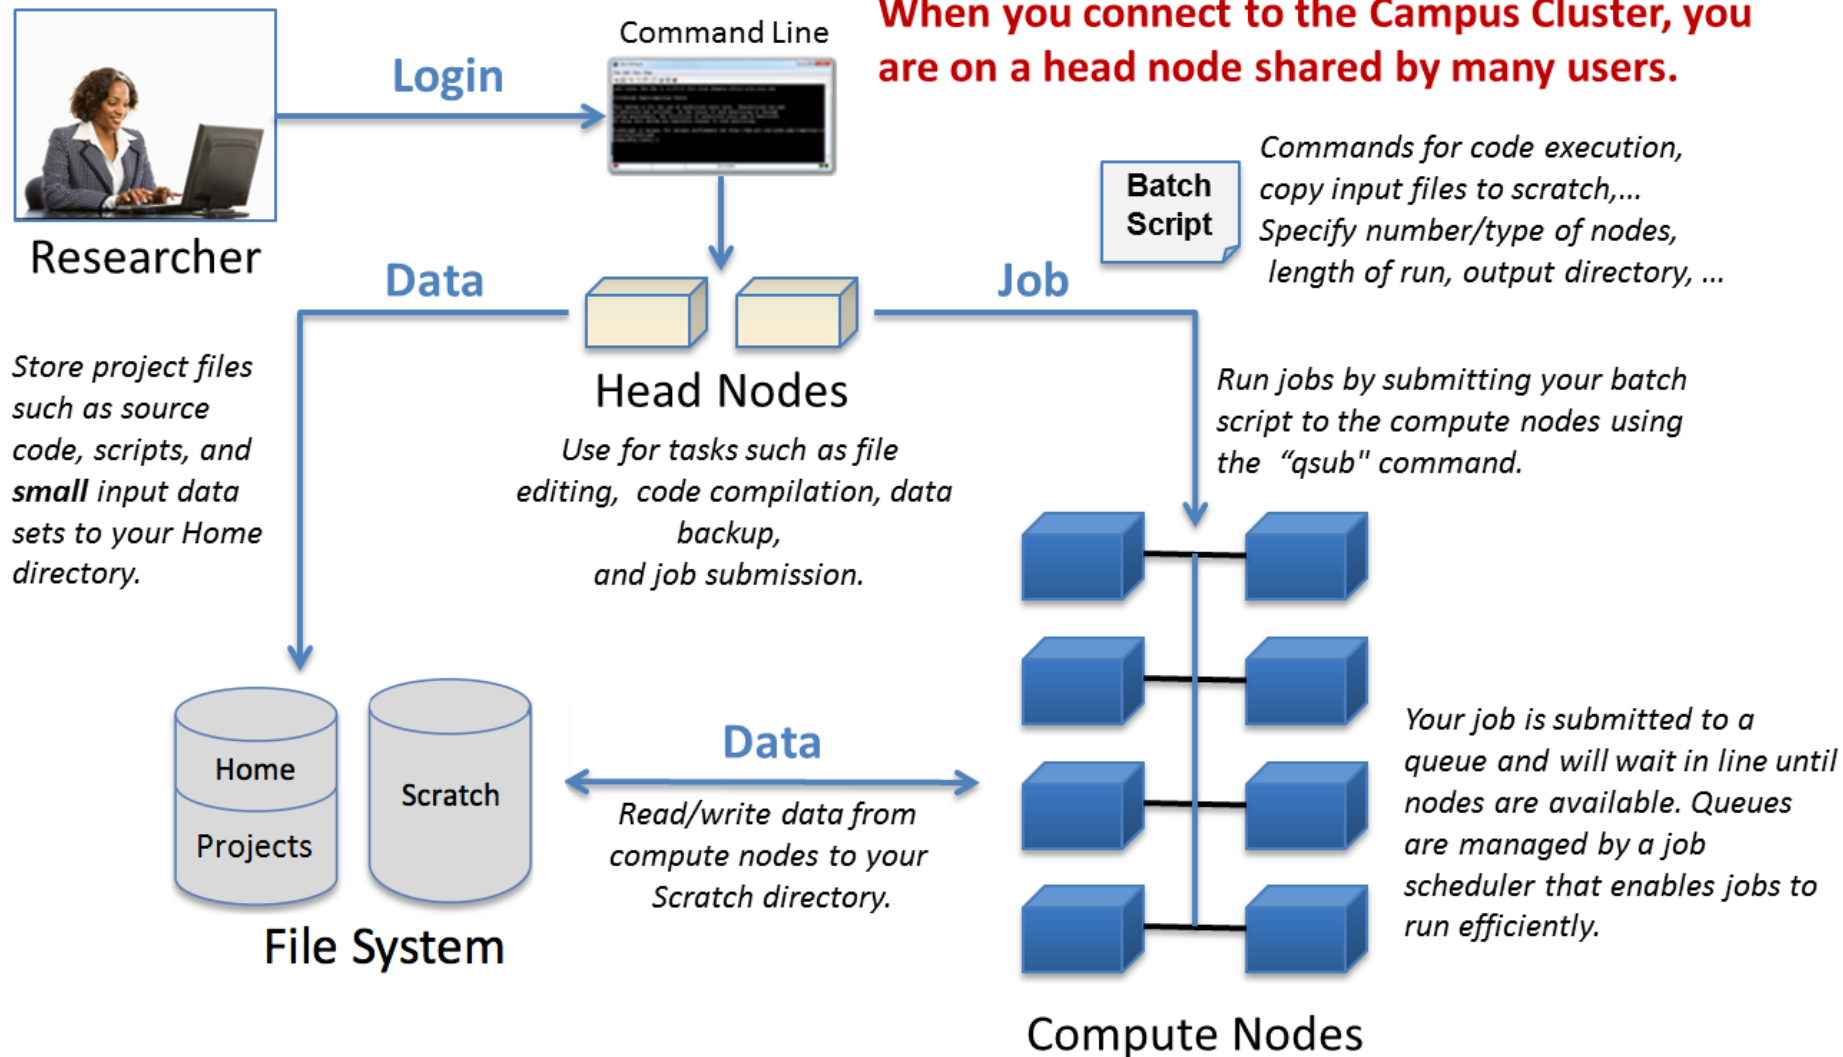 When you connect to the Campus Cluster, you
are on a head node shared by many users.
Command Line
Login
Researcher
Batch
Script
Commands for code execution,
copy input files to scratch,...
Specify number/type of nodes,
length of run, output directory, ...
Data
Job
Head Nodes
Use for tasks such as file
editing, code compilation, data
backup,
and job submission.
Store project files
such as source
code, scripts, and
small input data
sets to your Home
directory.
Run jobs by submitting your batch
script to the compute nodes using
the “qsub" command.
Home
Projects
Scratch
File System
Data
Read/write data from
compute nodes to your
Scratch directory.
Your job is submitted to a
queue and will wait in line until
nodes are available. Queues
are managed by a job
scheduler that enables jobs to
run efficiently.
Compute Nodes